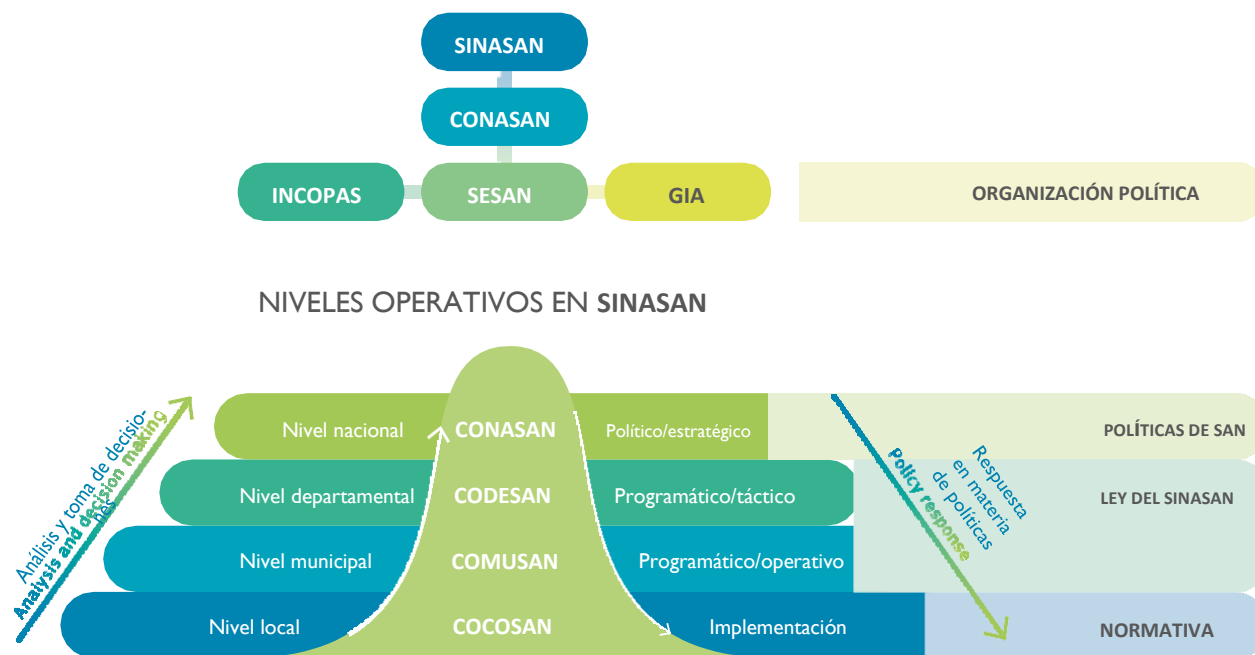 SINASAN
CONASAN
INCOPAS
SESAN
GIA
ORGANIZACIÓN POLÍTICA
NIVELES OPERATIVOS EN SINASAN
Nivel nacional
CONASAN
Político/estratégico
POLÍTICAS DE SAN
Nivel departamental
CODESAN
Programático/táctico
LEY DEL SINASAN
Nivel municipal
COMUSAN
Programático/operativo
Nivel local
COCOSAN
Implementación
NORMATIVA
Análisis y toma de decisio-
nes
Analysis and decision making
Respuesta
en materia
de políticas
Policy response